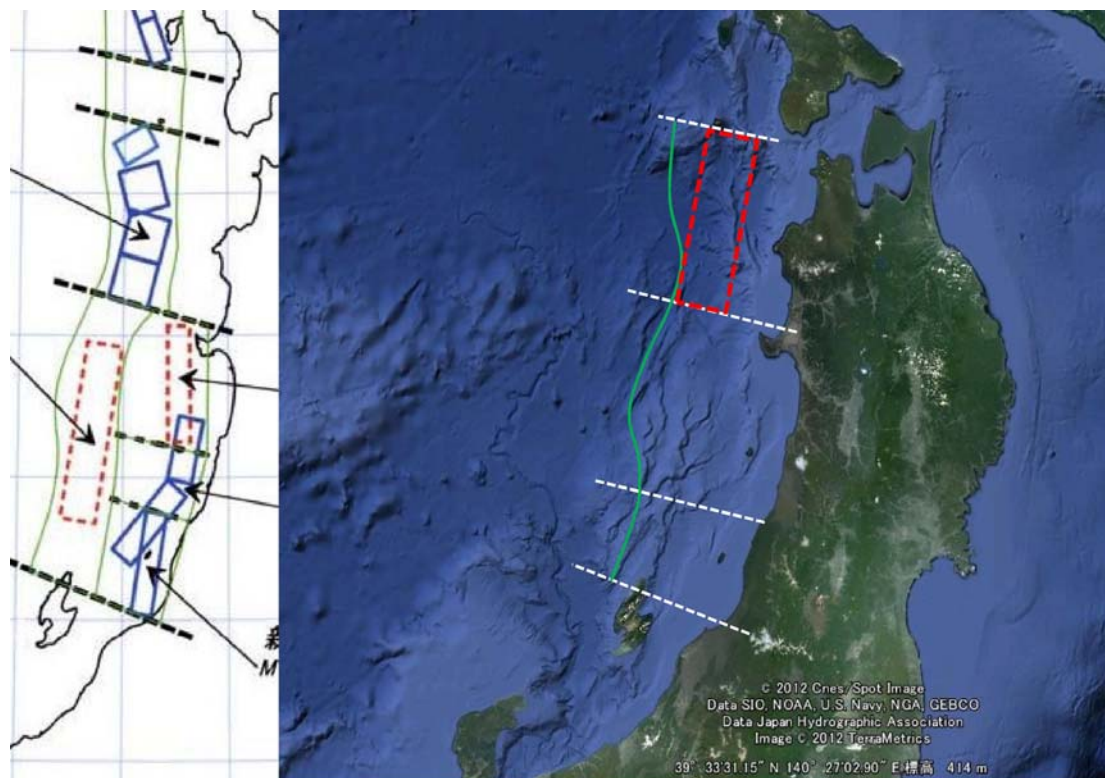 新
M
© 2012 Cnes/Spot Image
Data SIO, NOAA, U.S. Navy, NGA, GEBCO
Data Japan Hydrographic Association
Image © 2012 TerraMetrics
39° 33'31.15" N 140° 27'02.90" E 標高 414 m